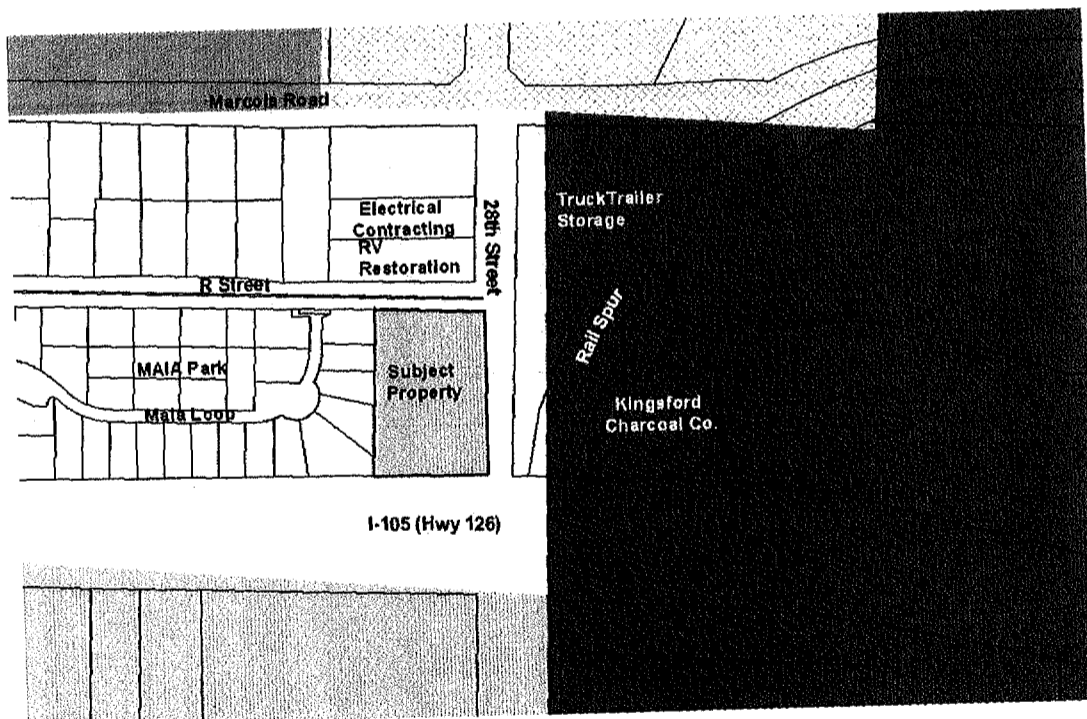 Marcola Road
TruckTrailer
Storage
Electrical
Contracting
RV
Restoration
28th Street
R Street
Rail Spur
MAIA Park
Subject
Property
Maia Loop
Kingsford
Charcoal Co.
I-105 (Hwy 126)